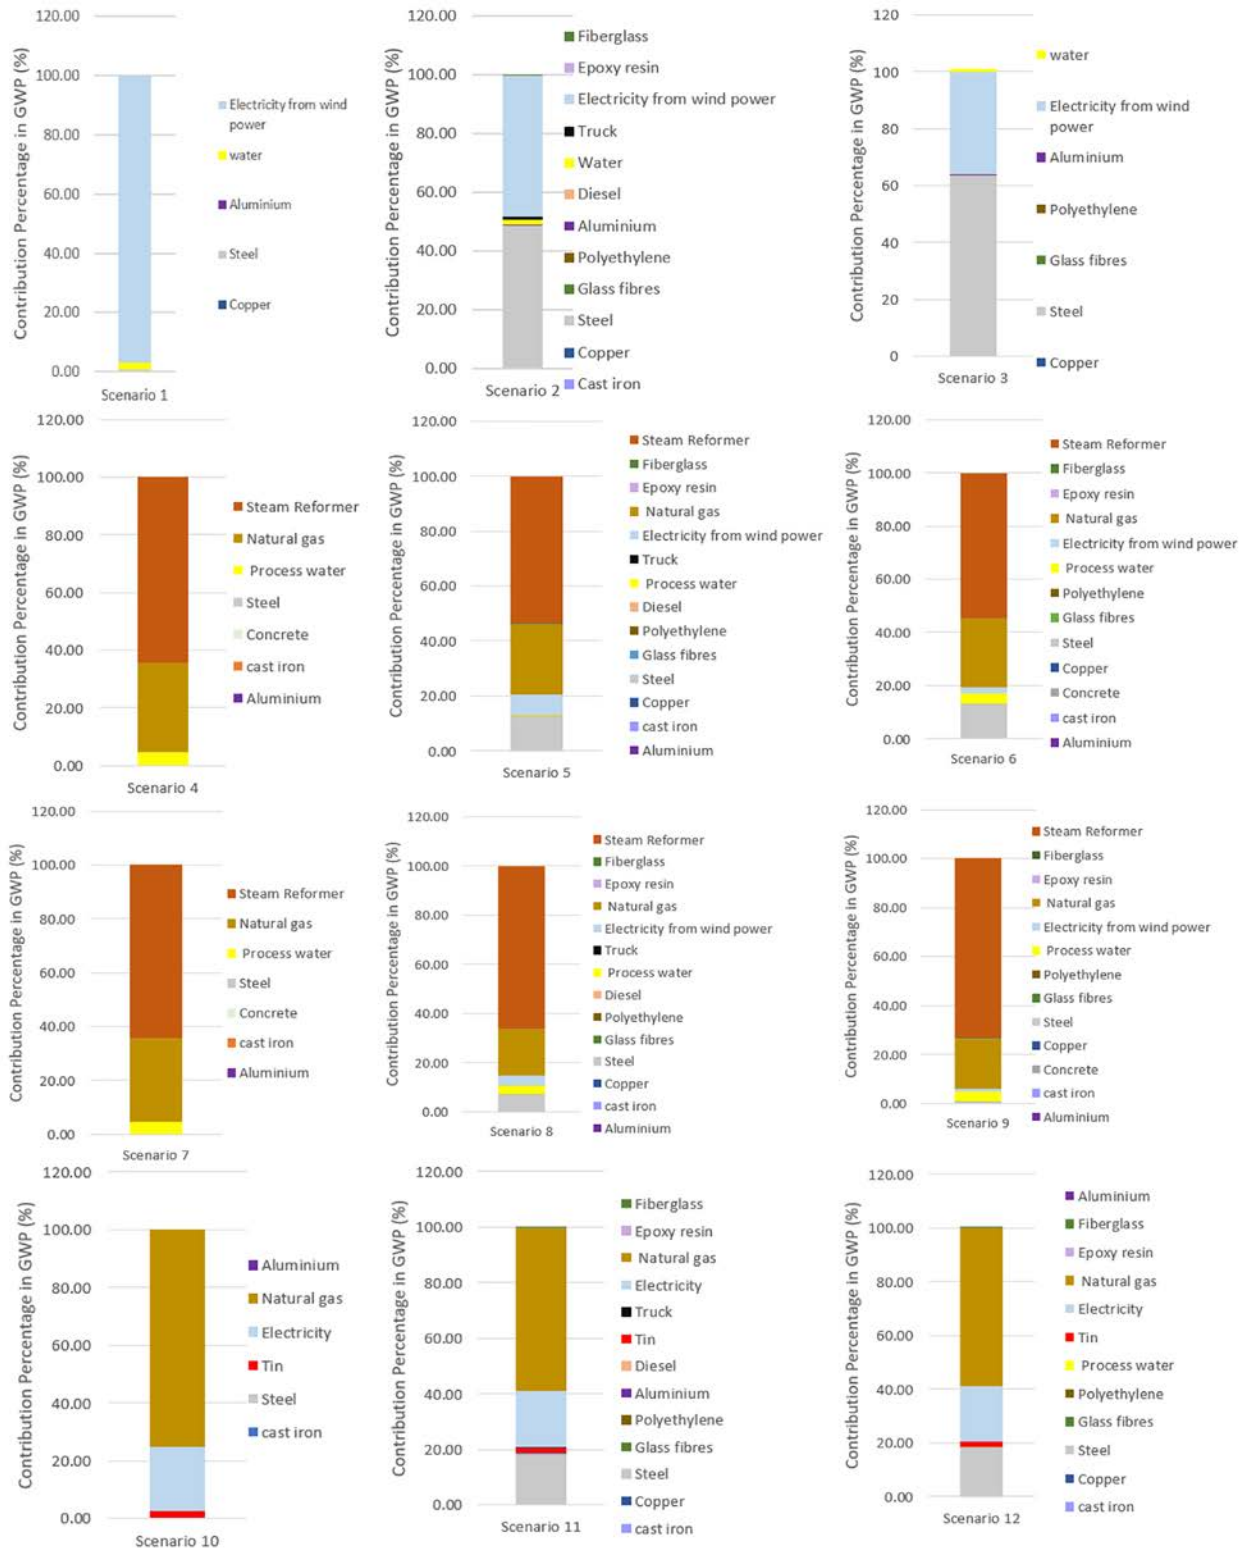 Contribution Percentage in GWP (%)
120.00
100.00
80.00
60.00
40.00
20.00
0.00
Scenario 1
Electricity from wind
power
water
Aluminium
Steel
Copper
Contribution Percentage in GWP (%)
120.00
100.00
80.00
60.00
40.00
20.00
0.00
Scenario 2
Fiberglass
Epoxy resin
Electricity from wind power
Truck
Water
Diesel
Aluminium
Polyethylene
Glass fibres
Steel
Copper
Cast iron
Contribution Percentage in GWP (%)
120
100
80
60
40
20
0
Scenario 3
water
Electricity from wind
power
Aluminium
Polyethylene
Glass fibres
Steel
Copper
Contribution Percentage in GWP (%)
120.00
100.00
80.00
60.00
40.00
20.00
0.00
Scenario 4
Steam Reformer
Natural gas
Process water
Steel
Concrete
cast iron
Aluminium
Contribution Percentage in GWP (%)
120.00
100.00
80.00
60.00
40.00
20.00
0.00
Scenario 5
Steam Reformer
Fiberglass
Epoxy resin
Natural gas
Electricity from wind power
Truck
Process water
Diesel
Polyethylene
Glass fibres
Steel
Copper
cast iron
Aluminium
Contribution Percentage in GWP (%)
120.00
100.00
80.00
60.00
40.00
20.00
0.00
Scenario 6
Steam Reformer
Fiberglass
Epoxy resin
Natural gas
Electricity from wind power
Process water
Polyethylene
Glass fibres
Steel
Copper
Concrete
cast iron
Aluminium
Contribution Percentage in GWP (%)
120.00
100.00
80.00
60.00
40.00
20.00
0.00
Scenario 7
Steam Reformer
Natural gas
Process water
Steel
Concrete
cast iron
Aluminium
Contribution Percentage in GWP (%)
120.00
100.00
80.00
60.00
40.00
20.00
0.00
Scenario 8
Steam Reformer
Fiberglass
Epoxy resin
Natural gas
Electricity from wind power
Truck
Process water
Diesel
Polyethylene
Glass fibres
Steel
Copper
cast iron
Aluminium
Contribution Percentage in GWP (%)
120.00
100.00
80.00
60.00
40.00
20.00
0.00
Scenario 9
Steam Reformer
Fiberglass
Epoxy resin
Natural gas
Electricity from wind power
Process water
Polyethylene
Glass fibres
Steel
Copper
Concrete
cast iron
Aluminium
Contribution Percentage in GWP (%)
120.00
100.00
80.00
60.00
40.00
20.00
0.00
Scenario 10
Aluminium
Natural gas
Electricity
Tin
Steel
cast iron
Contribution Percentage in GWP (%)
120.00
100.00
80.00
60.00
40.00
20.00
0.00
Scenario 11
Fiberglass
Epoxy resin
Natural gas
Electricity
Truck
Tin
Diesel
Aluminium
Polyethylene
Glass fibres
Steel
Copper
cast iron
Contribution Percentage in GWP (%)
120.00
100.00
80.00
60.00
40.00
20.00
0.00
Scenario 12
Aluminium
Fiberglass
Epoxy resin
Natural gas
Electricity
Tin
Process water
Polyethylene
Glass fibres
Steel
Copper
cast iron